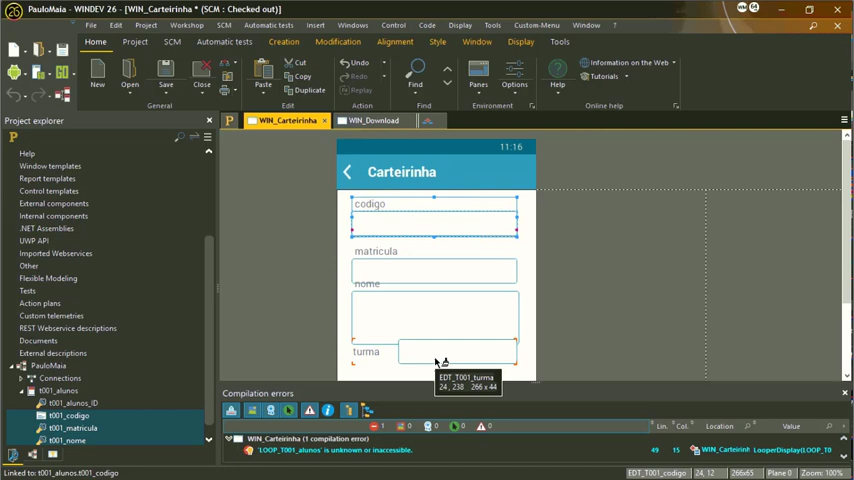 26 PauloMaia - WINDEV 26 - [WIN_Carteirinha * (SCM : Checked out)]
WM 64
File Edit Project Workshop SCM Automatic tests Insert Windows Control Code Display Tools Custom-Menu Window ?
Home Project SCM Automatic tests Creation Modification Alignment Style Window Display Tools
New Open Save Close Paste Cut Copy Duplicate Undo Redo Replay Find Panes Options Help Information on the Web Tutorials
General Edit Action Find Environment Online help
Project explorer
WIN_Carteirinha × WIN_Download
Help
Window templates
Report templates
Control templates
External components
Internal components
.NET Assemblies
UWP API
Imported Webservices
Other
Flexible Modeling
Tests
Action plans
Custom telemetries
REST Webservice descriptions
Documents
External descriptions
PauloMaia
Connections
t001_alunos
t001_alunos_ID
t001_codigo
t001_matricula
t001_nome
11:16
Carteirinha
codigo
matricula
nome
turma
EDT_T001_turma
24 , 238 266 x 44
Compilation errors
1 0 0 0 0 Lin. Col. Location Value
WIN_Carteirinha (1 compilation error)
'LOOP_T001_alunos' is unknown or inaccessible. 49 15 WIN_Carteirinh LooperDisplay(LOOP_T0
Linked to: t001_alunos.t001_codigo EDT_T001_codigo 24, 12 266x65 Plane 0 Zoom: 100%